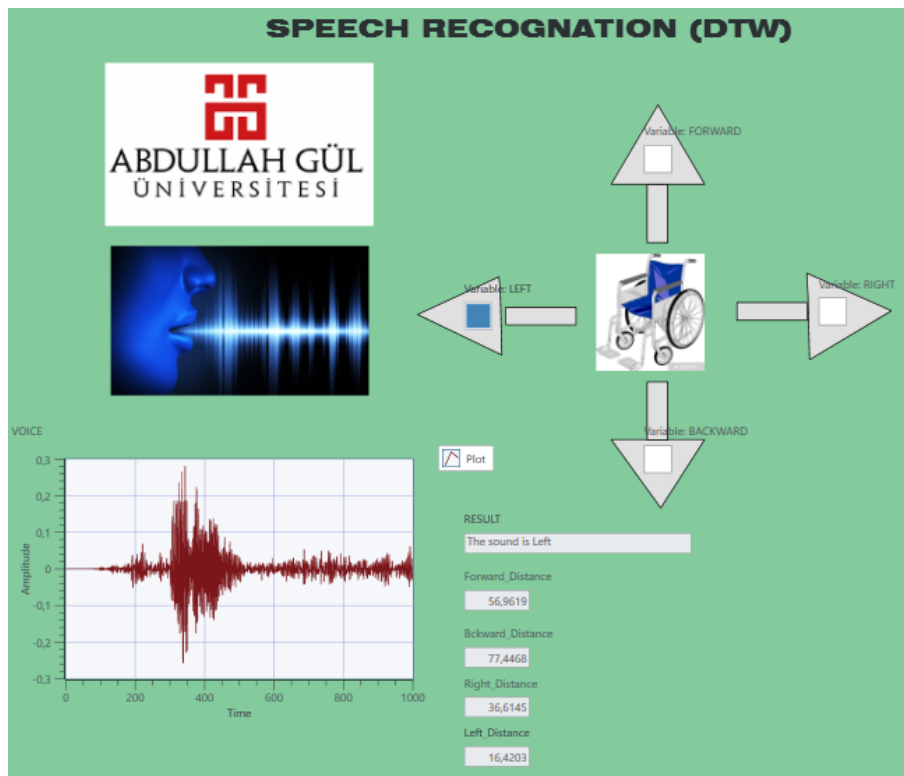 SPEECH RECOGNATION (DTW)
ABDULLAH GÜL
ÜNİVERSİTESİ
Variable: FORWARD
Variable: LEFT
Variable: RIGHT
Variable: BACKWARD
VOICE
Plot
0,3
0,2
0,1
0
-0,1
-0,2
-0,3
Amplitude
0
200
400
600
800
1000
Time
RESULT
The sound is Left
Forward_Distance
56,9619
Bckward_Distance
77,4468
Right_Distance
36,6145
Left_Distance
16,4203